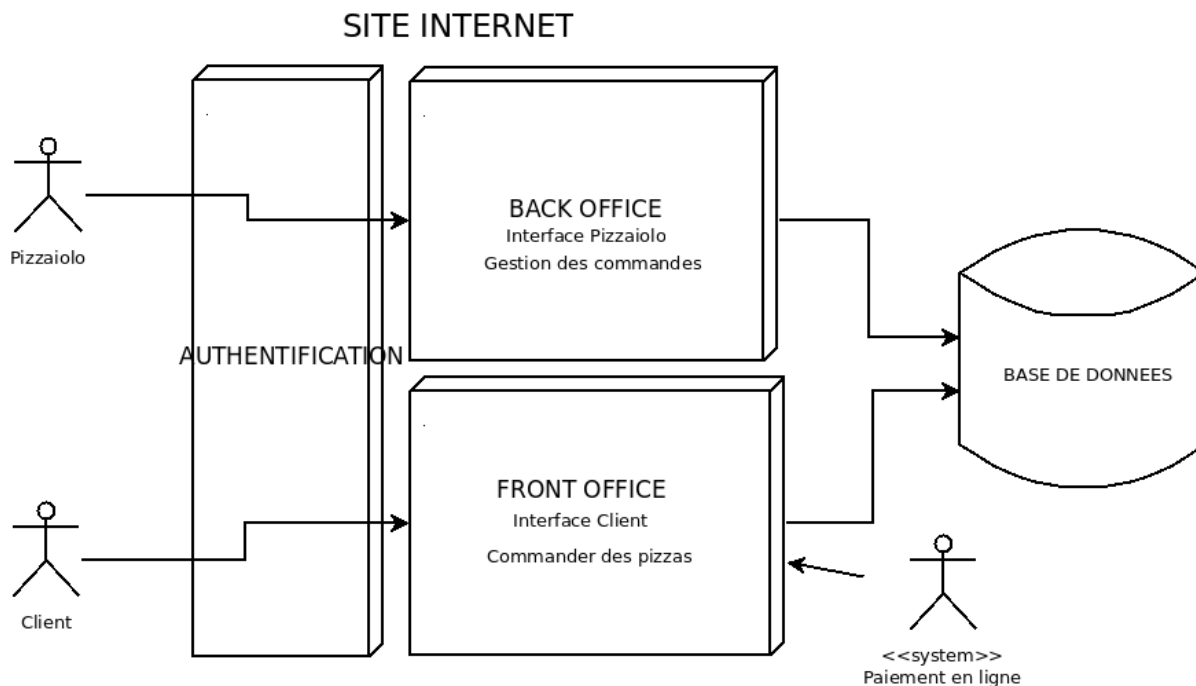 SITE INTERNET
Pizzaiolo
BACK OFFICE
Interface Pizzaiolo
Gestion des commandes
AUTHENTIFICATION
BASE DE DONNEES
Client
FRONT OFFICE
Interface Client
Commander des pizzas
<<system>>
Paiement en ligne